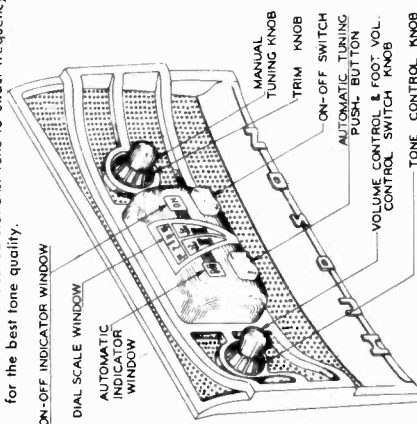 for the best tone quality.
ON-OFF INDICATOR WINDOW
DIAL SCALE WINDOW
AUTOMATIC
INDICATOR
WINDOW
MANUAL
TUNING KNOB
TRIM KNOB
ON-OFF SWITCH
AUTOMATIC TUNING
PUSH. BUTTON
VOLUME CONTROL & FOOT VOL.
CONTROL SWITCH KNOB
TONE CONTROL KNOB
HUDSON